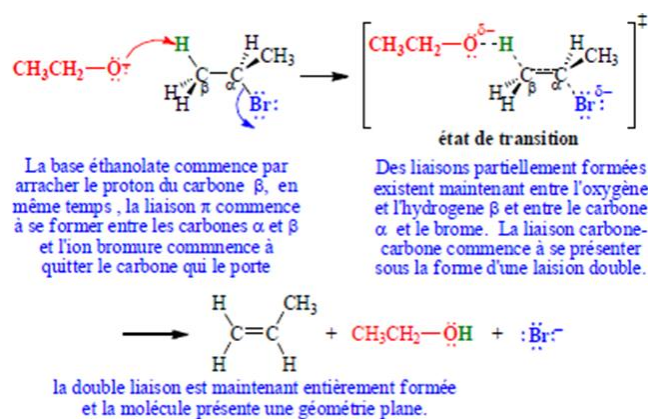 H H
CH₃CH₂—Ö:⁻ C—C CH₃
H H β α
:Br:
CH₃CH₂—Ö δ– -- H H
C==C CH₃
H H β α
:Br: δ–
‡
état de transition
La base éthanolate commence par
arracher le proton du carbone β, en
même temps , la liaison π commence
à se former entre les carbones α et β
et l'ion bromure commnence à
quitter le carbone qui le porte
Des liaisons partiellement formées
existent maintenant entre l'oxygène
et l'hydrogene β et entre le carbone
α et le brome. La liaison carbone-
carbone commence à se présenter
sous la forme d'une laision double.
H CH₃
C=C + CH₃CH₂—ÖH + :Br:⁻
H H
la double liaison est maintenant entièrement formée
et la molécule présente une géométrie plane.